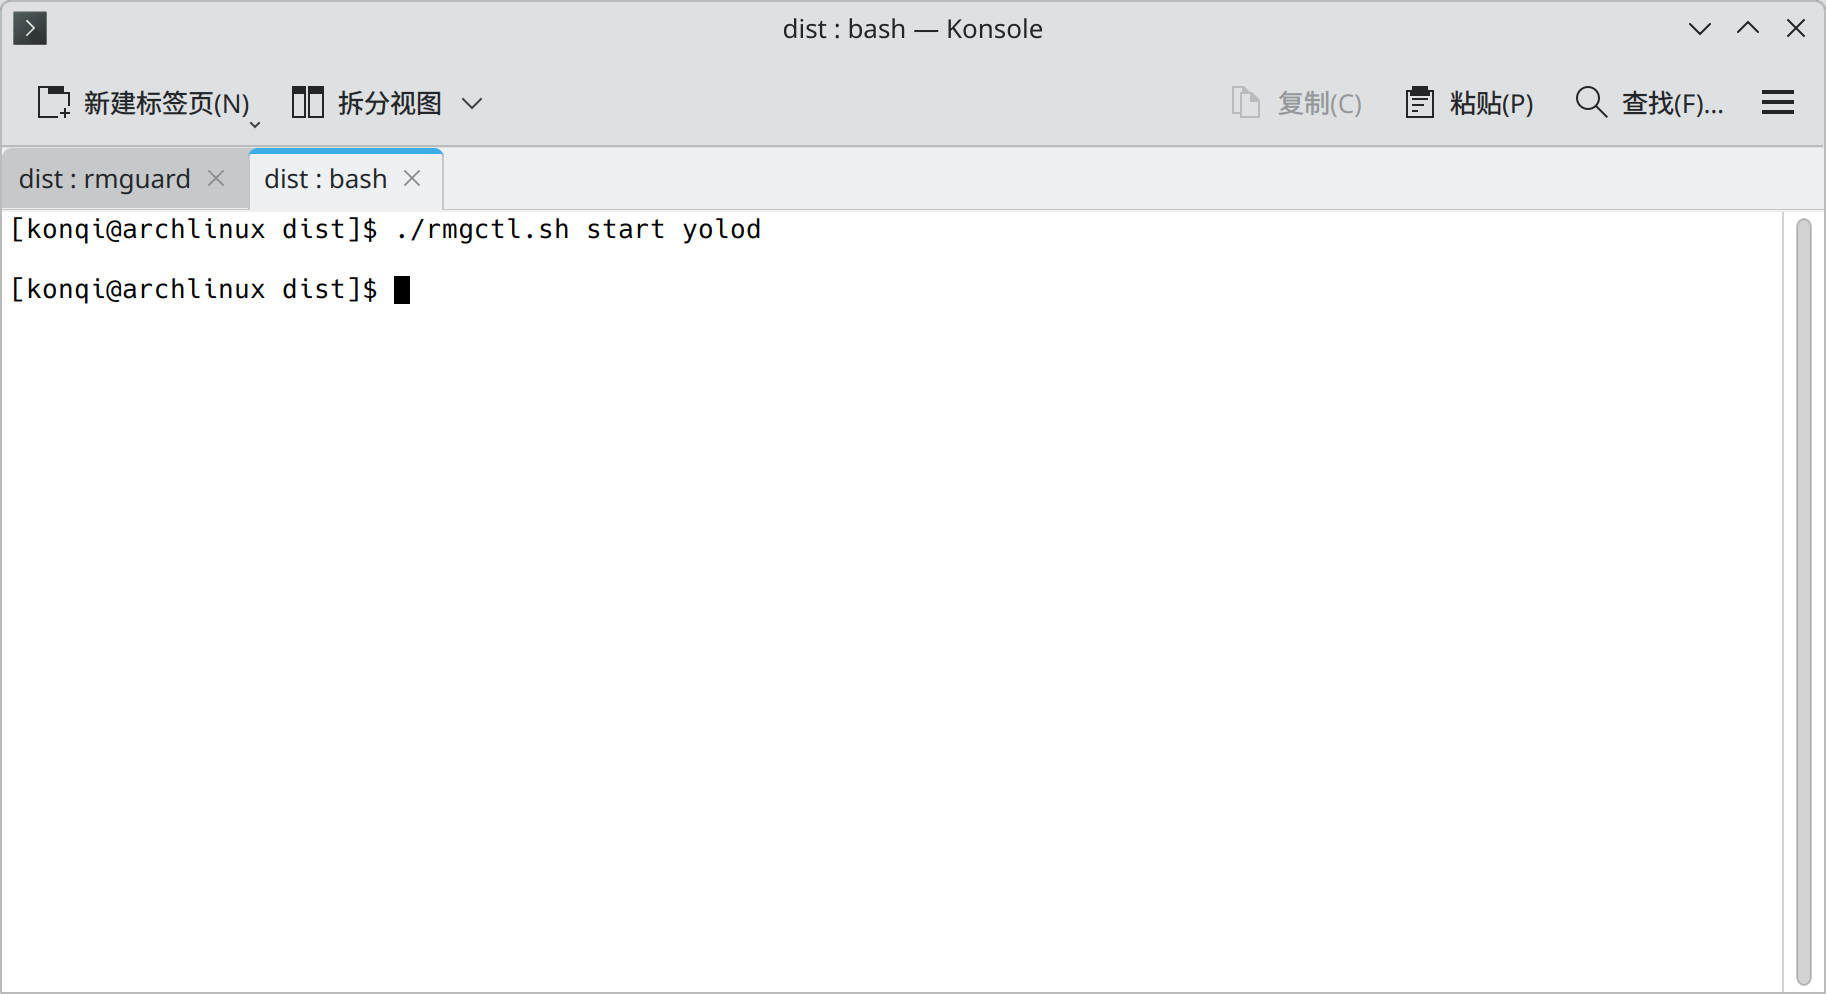 dist : bash — Konsole
新建标签页(N) 拆分视图 复制(C) 粘贴(P) 查找(F)...
dist : rmguard dist : bash
[konqi@archlinux dist]$ ./rmgctl.sh start yolod
[konqi@archlinux dist]$